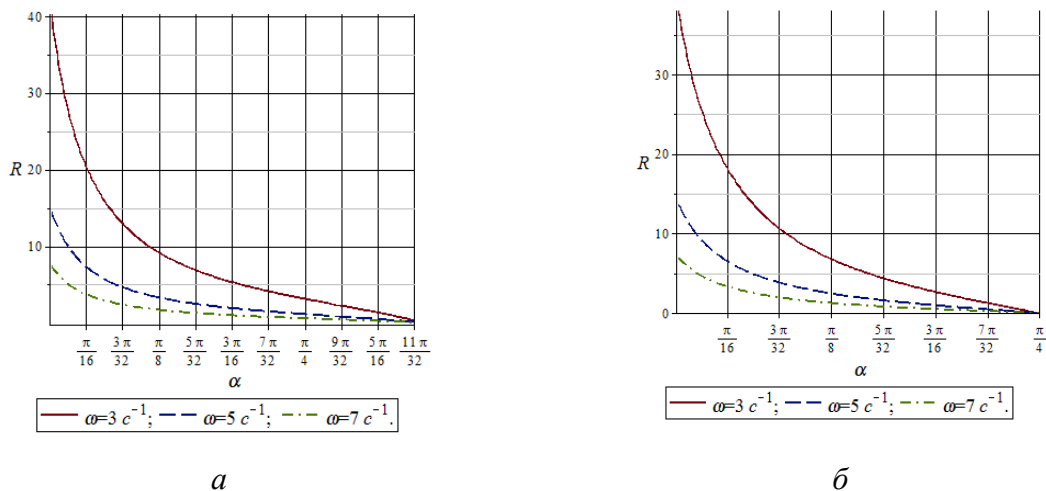 40
30
R 20
10
π/16 3π/32 π/8 5π/32 3π/16 7π/32 π/4 9π/32 5π/16 11π/32
α
ω=3 c⁻¹; ω=5 c⁻¹; ω=7 c⁻¹.
а
30
R 20
10
0
π/16 3π/32 π/8 5π/32 3π/16 7π/32 π/4
α
ω=3 c⁻¹; ω=5 c⁻¹; ω=7 c⁻¹.
б